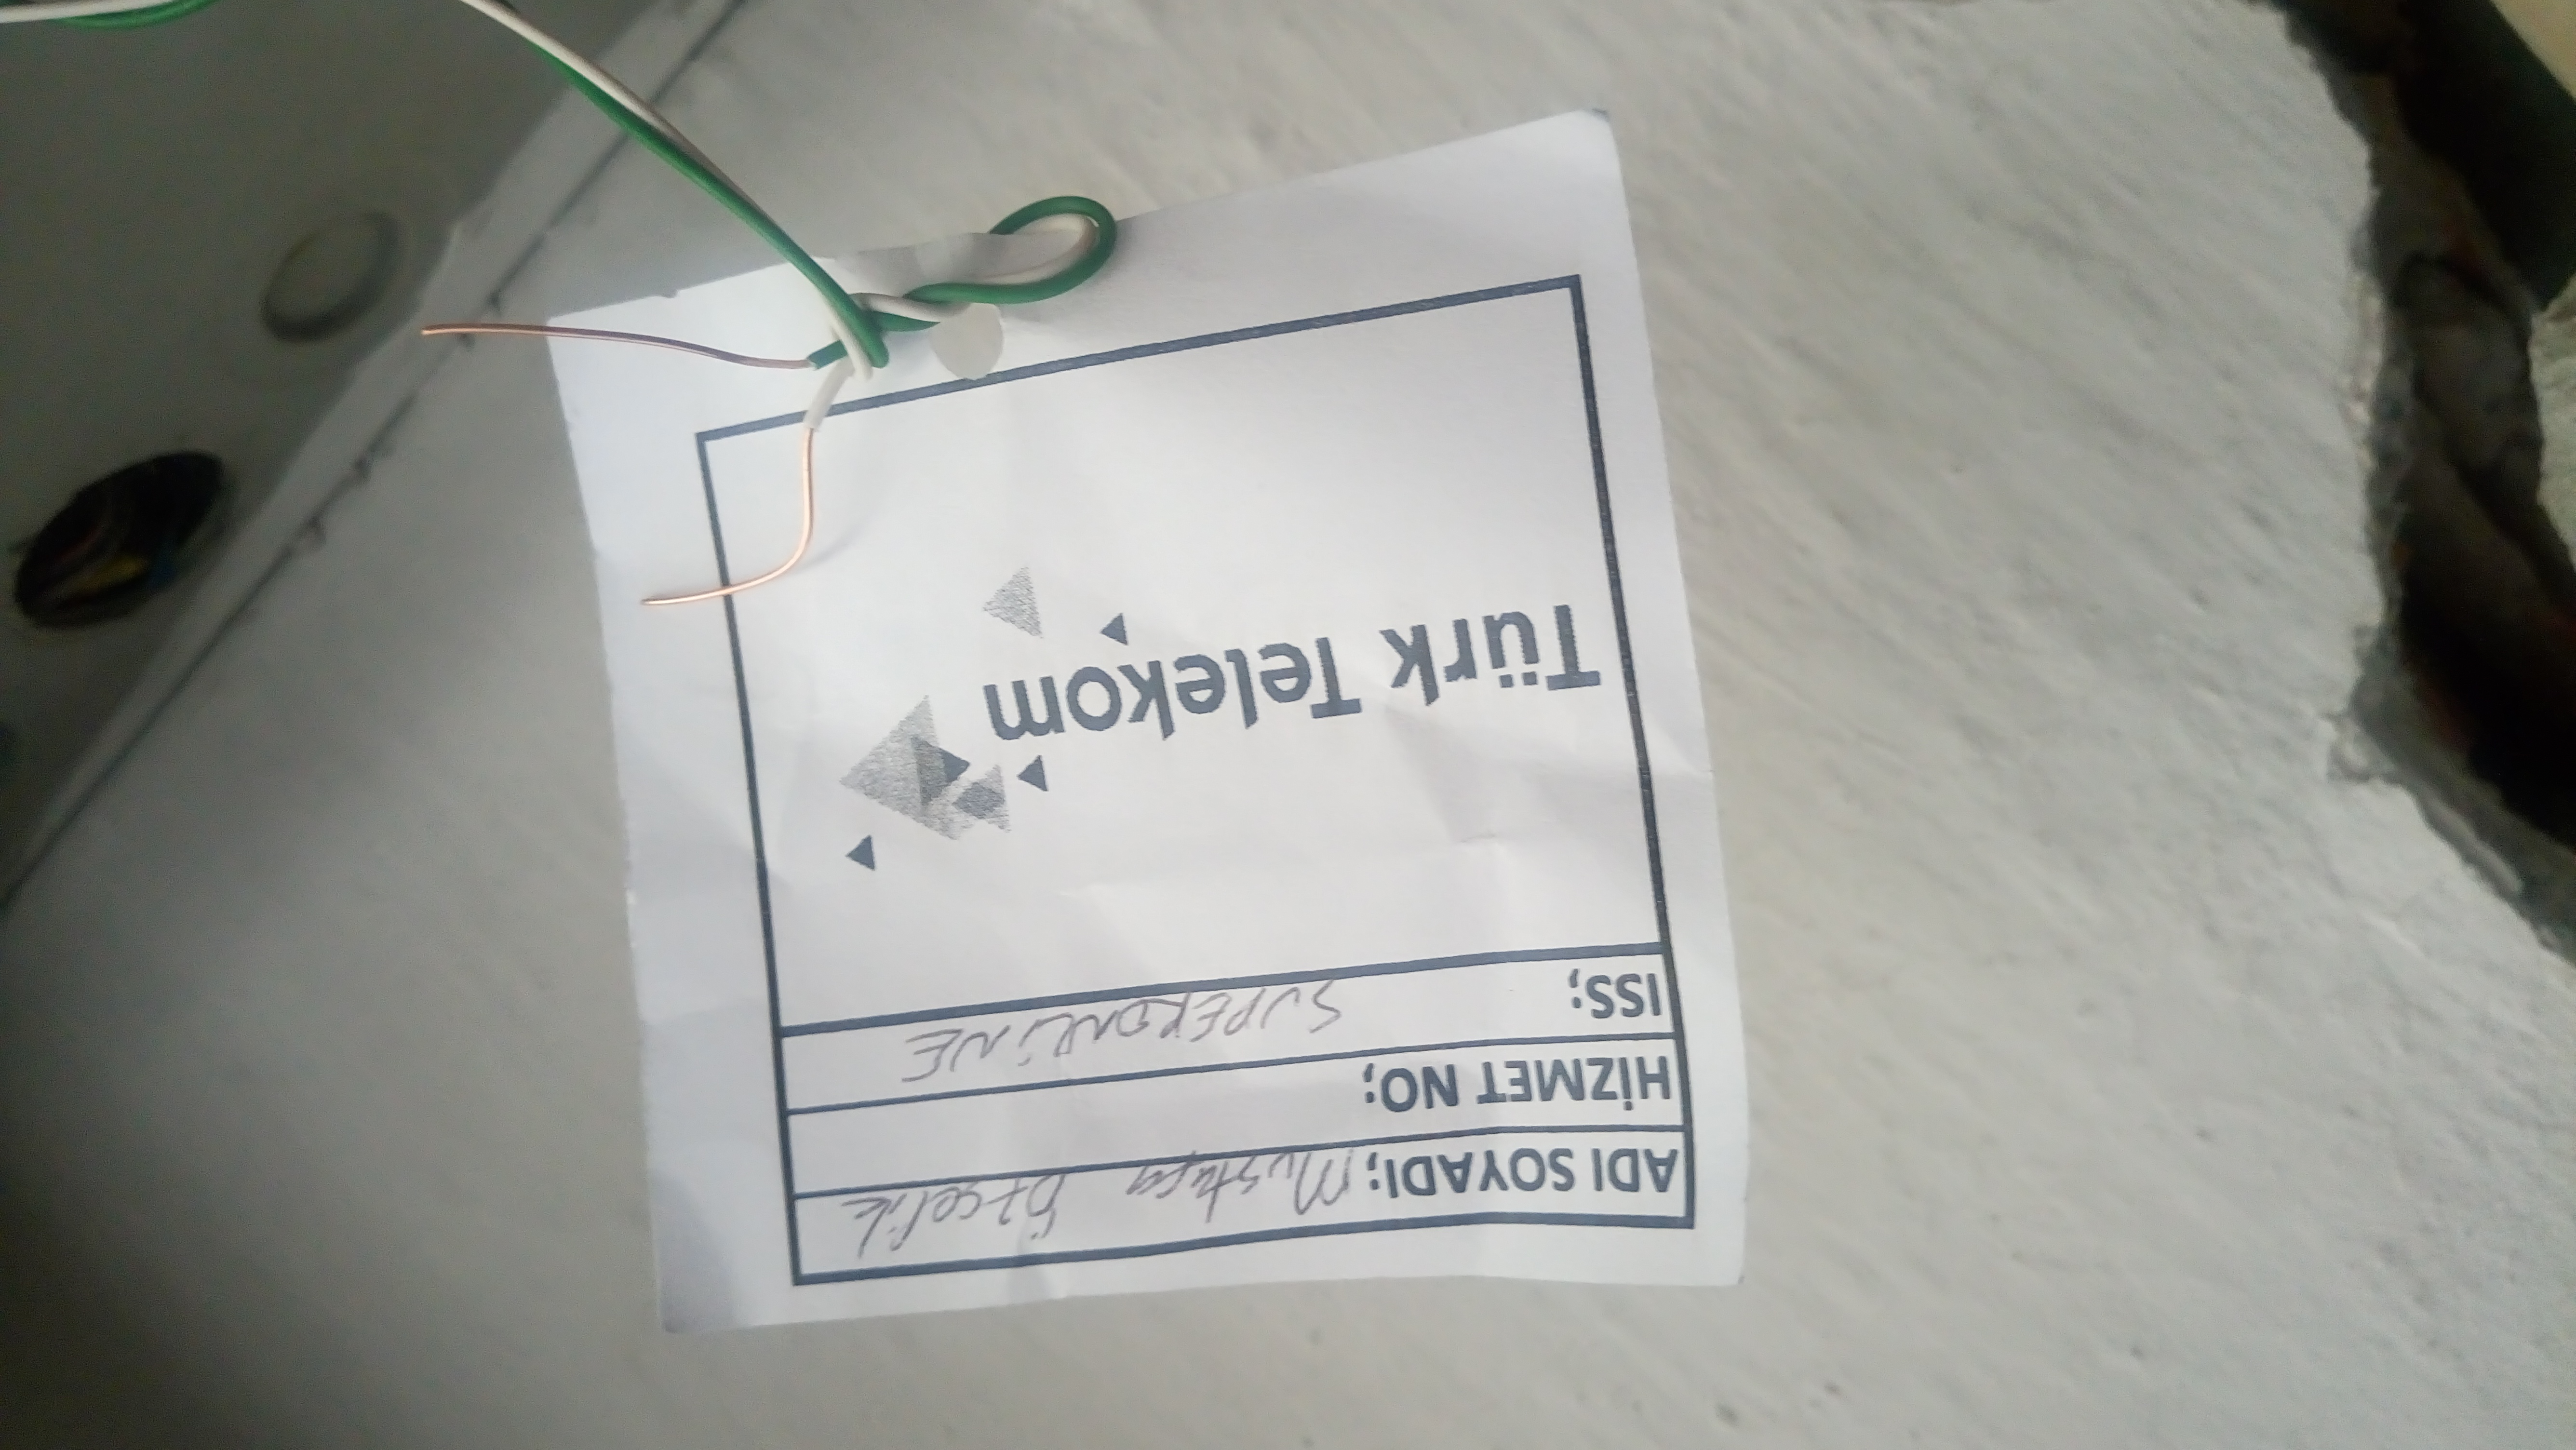 ADI SOYADI; Mustafa Özçelik
HİZMET NO;
ISS; SUPERONLİNE
Türk Telekom